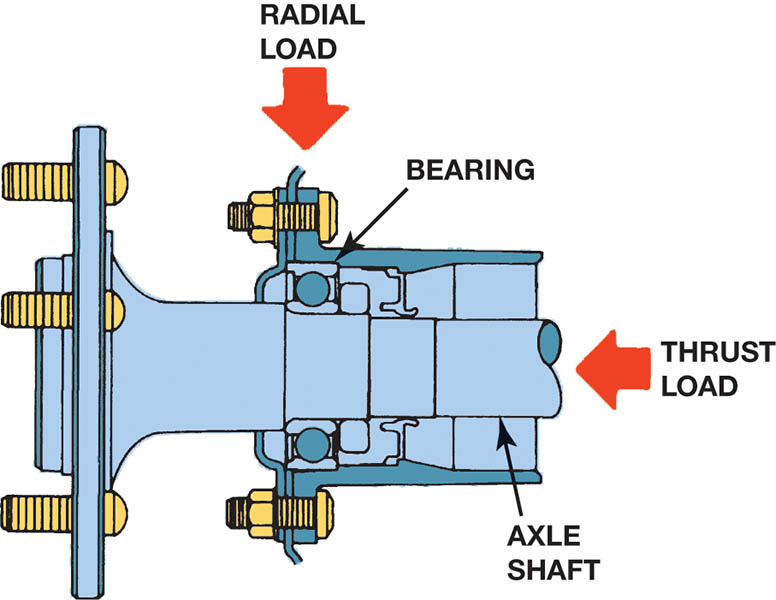 RADIAL
LOAD
BEARING
THRUST
LOAD
AXLE
SHAFT